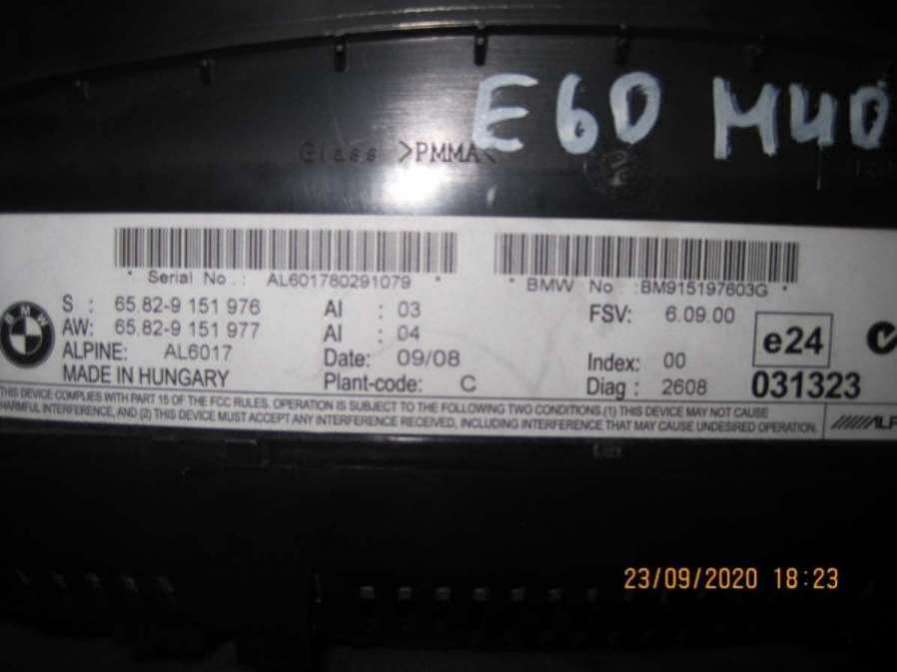 E60 M40
Glass >PMMA<
* Serial No.: AL601780291079 *
* BMW No :BM915197603G *
BMW
S : 65.82-9 151 976
AW: 65.82-9 151 977
ALPINE: AL6017
MADE IN HUNGARY
AI : 03
AI : 04
Date: 09/08
Plant-code: C
FSV: 6.09.00
Index: 00
Diag : 2608
e24
031323
THIS DEVICE COMPLIES WITH PART 15 OF THE FCC RULES. OPERATION IS SUBJECT TO THE FOLLOWING TWO CONDITIONS.(1) THIS DEVICE MAY NOT CAUSE
HARMFUL INTERFERENCE, AND (2) THIS DEVICE MUST ACCEPT ANY INTERFERENCE RECEIVED, INCLUDING INTERFERENCE THAT MAY CAUSE UNDESIRED OPERATION.
ALP
23/09/2020 18:23